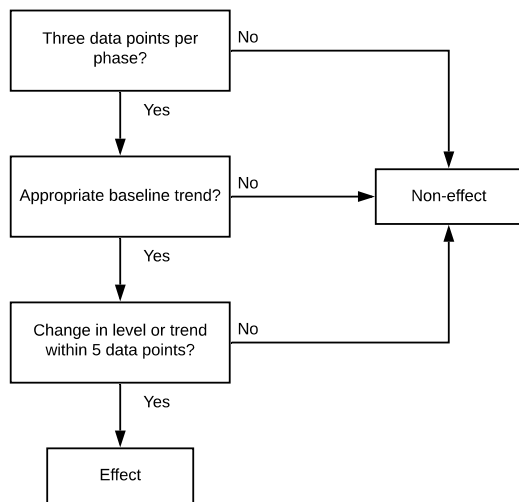 Three data points per
phase?
No
Yes
Appropriate baseline trend?
No
Non-effect
Yes
Change in level or trend
within 5 data points?
No
Yes
Effect